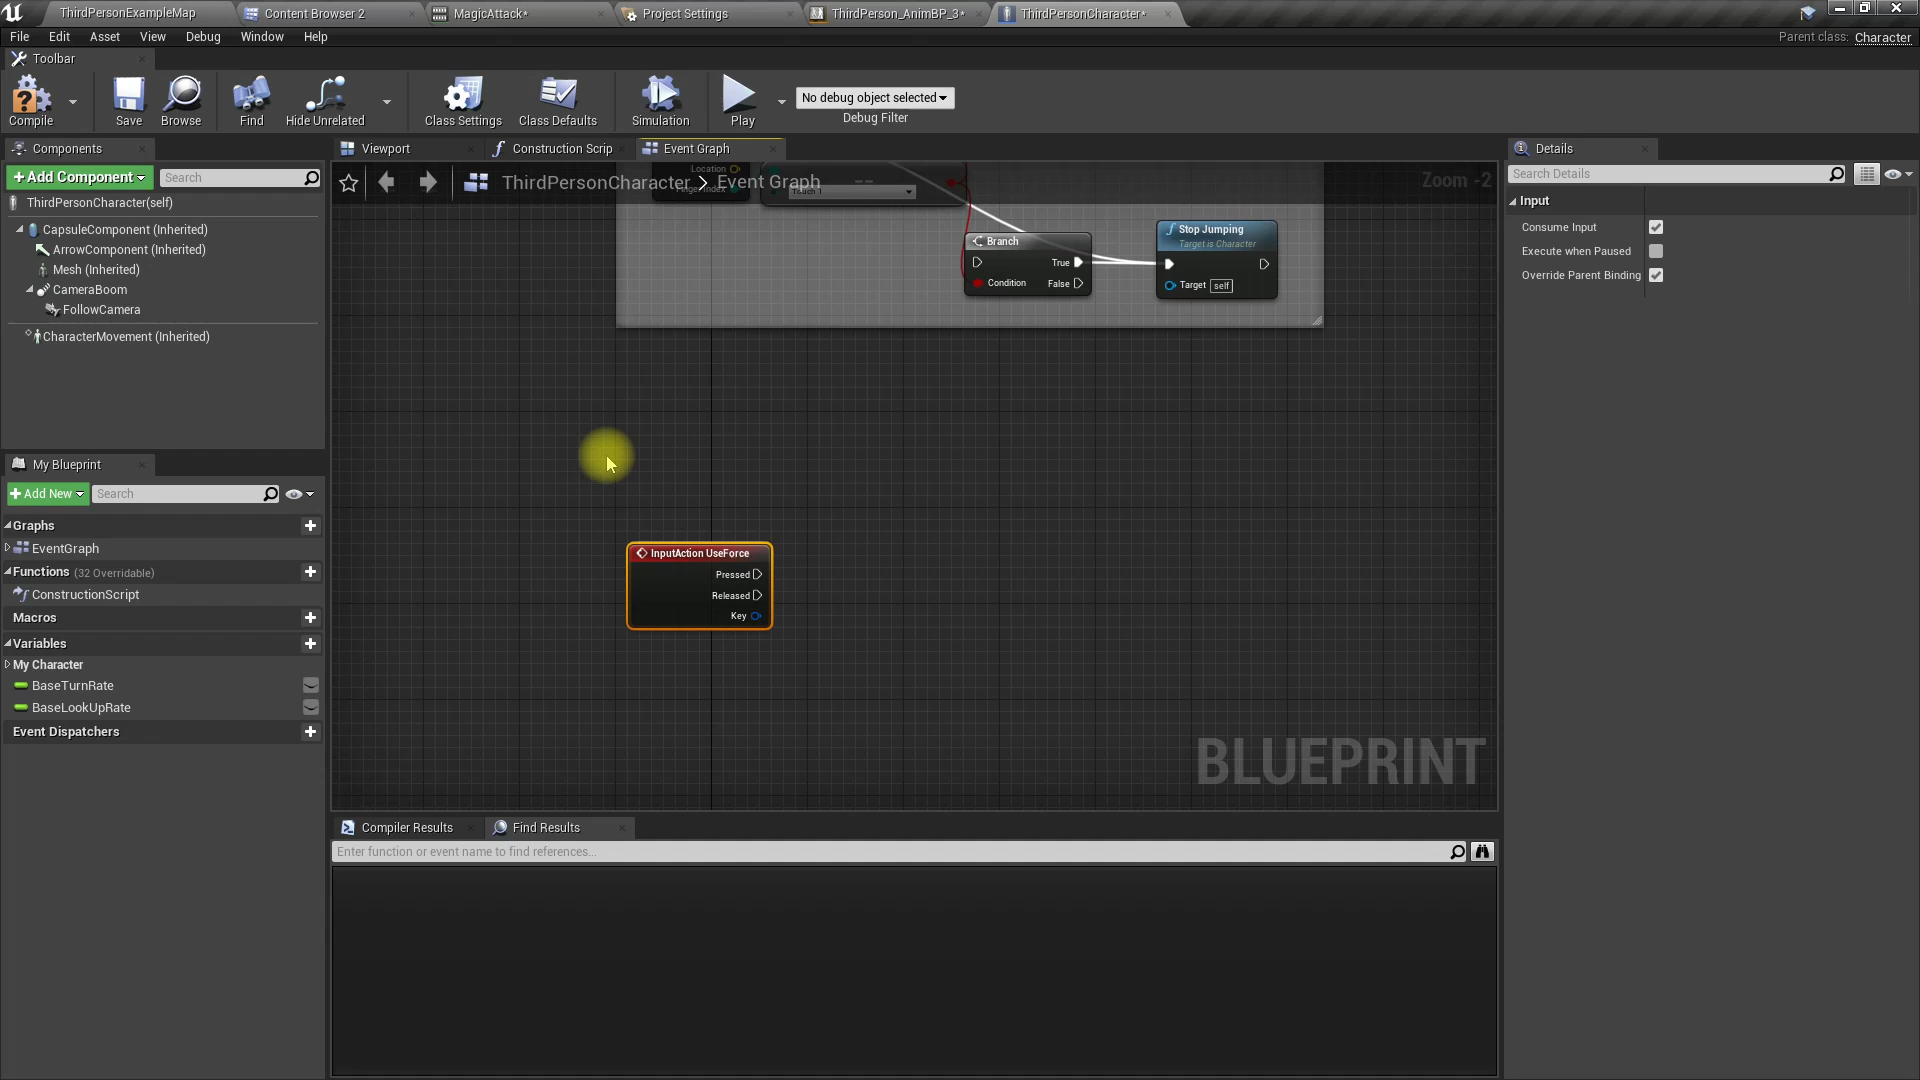 ThirdPersonExampleMap
Content Browser 2
MagicAttack*
Project Settings
ThirdPerson_AnimBP_3*
ThirdPersonCharacter*
File Edit Asset View Debug Window Help
Parent class: Character
Toolbar
Compile
Save
Browse
Find
Hide Unrelated
Class Settings
Class Defaults
Simulation
Play
No debug object selected
Debug Filter
Components
+Add Component
Search
ThirdPersonCharacter(self)
CapsuleComponent (Inherited)
ArrowComponent (Inherited)
Mesh (Inherited)
CameraBoom
FollowCamera
CharacterMovement (Inherited)
My Blueprint
+Add New
Search
Graphs
EventGraph
Functions (32 Overridable)
ConstructionScript
Macros
Variables
My Character
BaseTurnRate
BaseLookUpRate
Event Dispatchers
Viewport
Construction Scrip
Event Graph
ThirdPersonCharacter > Event Graph
Zoom -2
Location
Finger Index
Touch 1
Branch
True
Condition
False
Stop Jumping
Target is Character
Target self
InputAction UseForce
Pressed
Released
Key
BLUEPRINT
Compiler Results
Find Results
Enter function or event name to find references...
Details
Search Details
Input
Consume Input
Execute when Paused
Override Parent Binding